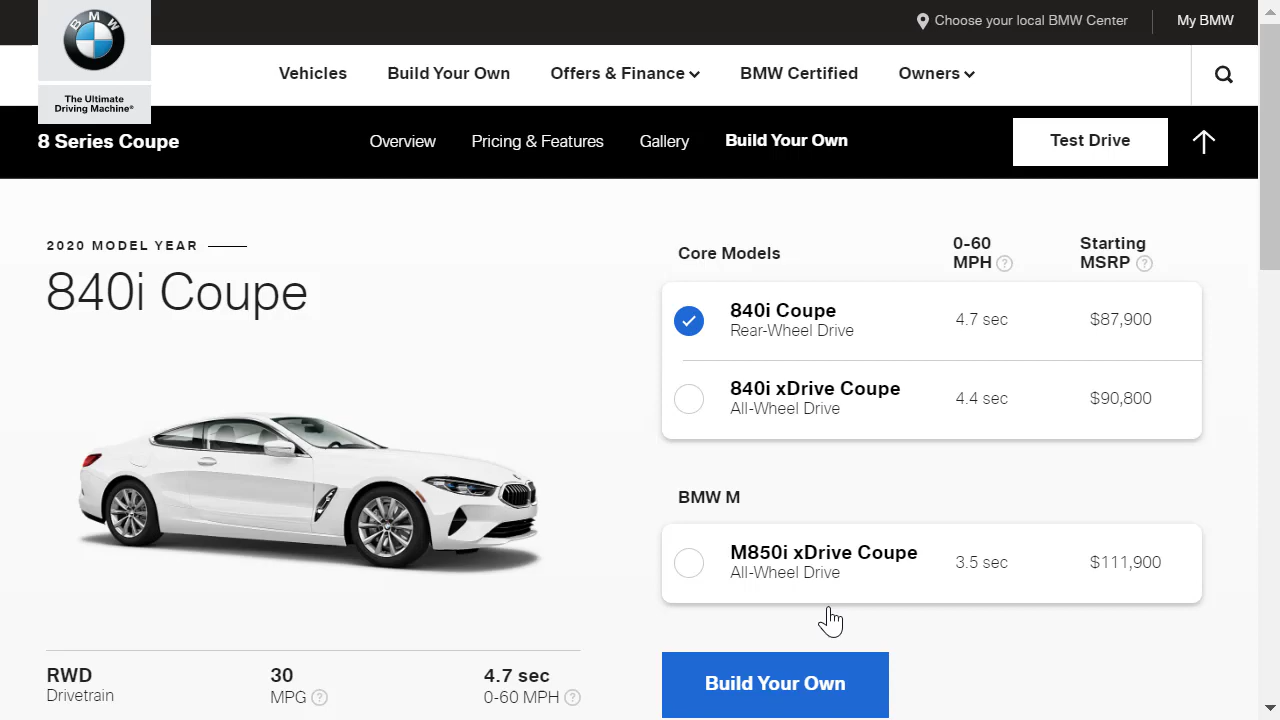 Choose your local BMW Center
My BMW
BMW
The Ultimate
Driving Machine®
Vehicles
Build Your Own
Offers & Finance
BMW Certified
Owners
8 Series Coupe
Overview
Pricing & Features
Gallery
Build Your Own
Test Drive
2020 MODEL YEAR
840i Coupe
RWD
Drivetrain
30
MPG ?
4.7 sec
0-60 MPH ?
Core Models
0-60
MPH ?
Starting
MSRP ?
840i Coupe
Rear-Wheel Drive
4.7 sec
$87,900
840i xDrive Coupe
All-Wheel Drive
4.4 sec
$90,800
BMW M
M850i xDrive Coupe
All-Wheel Drive
3.5 sec
$111,900
Build Your Own